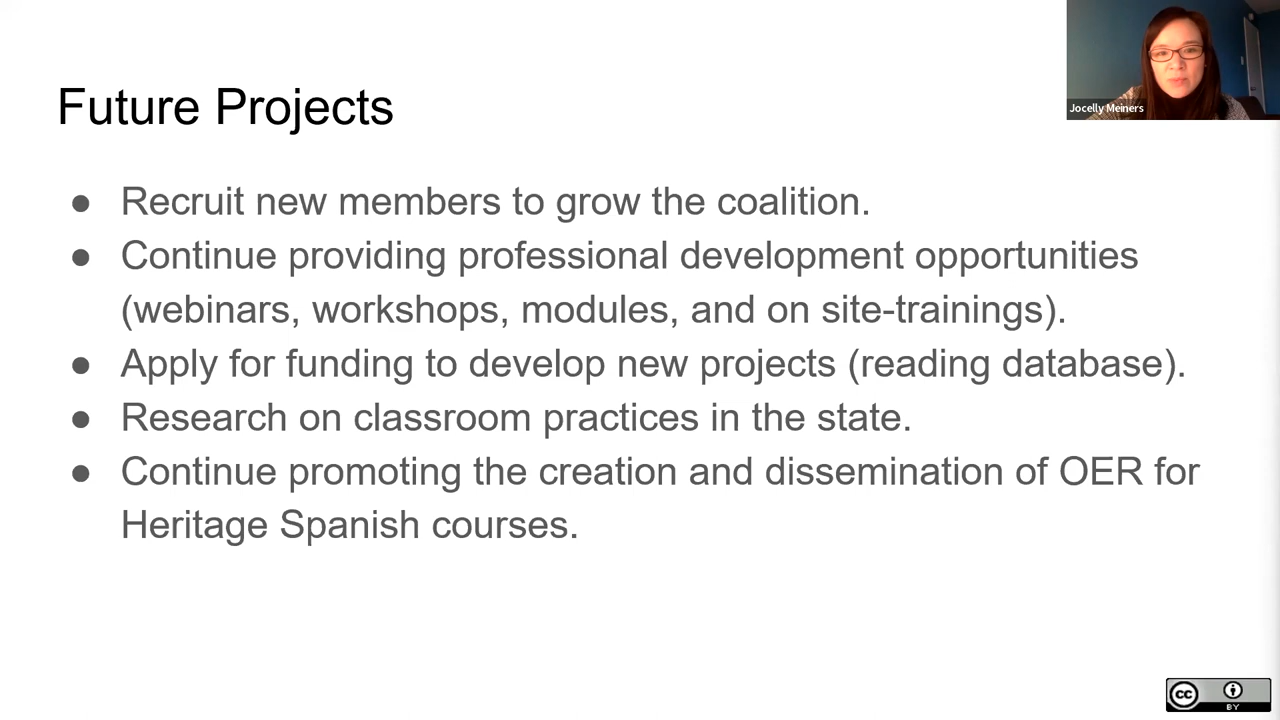 Jocelly Meiners
Future Projects
● Recruit new members to grow the coalition.
● Continue providing professional development opportunities
(webinars, workshops, modules, and on site-trainings).
● Apply for funding to develop new projects (reading database).
● Research on classroom practices in the state.
● Continue promoting the creation and dissemination of OER for
Heritage Spanish courses.
cc
BY